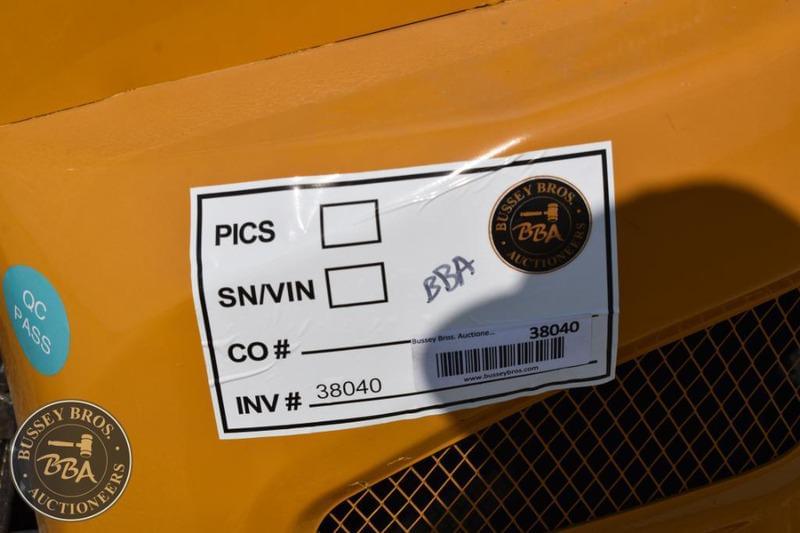 PICS
SN/VIN
CO #
INV # 38040
BBA
BUSSEY BROS.
BBA
AUCTIONEERS
Bussey Bros. Auctione... 38040
www.busseybros.com
QC
PASS
BUSSEY BROS.
BBA
AUCTIONEERS